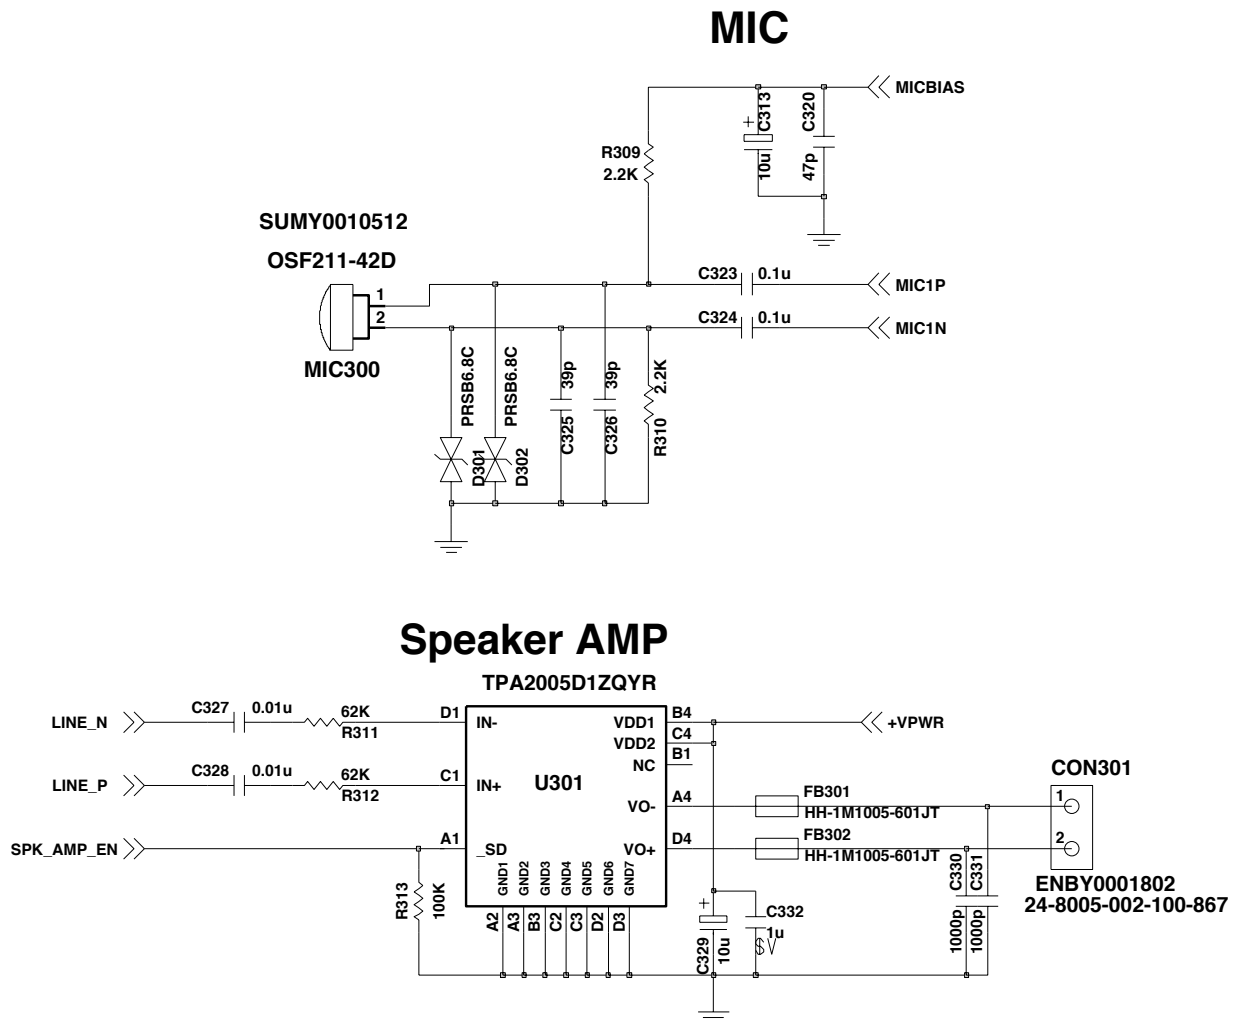 MIC
MICBIAS
C313
10u
+
C320
47p
R309
2.2K
SUMY0010512
OSF211-42D
1
2
MIC300
C323 0.1u
MIC1P
C324 0.1u
MIC1N
PRSB6.8C
D301
PRSB6.8C
D302
39p
C325
39p
C326
2.2K
R310
Speaker AMP
TPA2005D1ZQYR
LINE_N
C327 0.01u
62K
R311
D1
IN-
LINE_P
C328 0.01u
62K
R312
C1
IN+
SPK_AMP_EN
A1
_SD
R313
100K
U301
VDD1
B4
VDD2
C4
NC
B1
VO-
A4
VO+
D4
GND1
GND2
GND3
GND4
GND5
GND6
GND7
A2
A3
B3
C2
C3
D2
D3
+VPWR
FB301
HH-1M1005-601JT
FB302
HH-1M1005-601JT
+
C329
10u
C332
1u
$V
C330
1000p
C331
1000p
CON301
1
2
ENBY0001802
24-8005-002-100-867